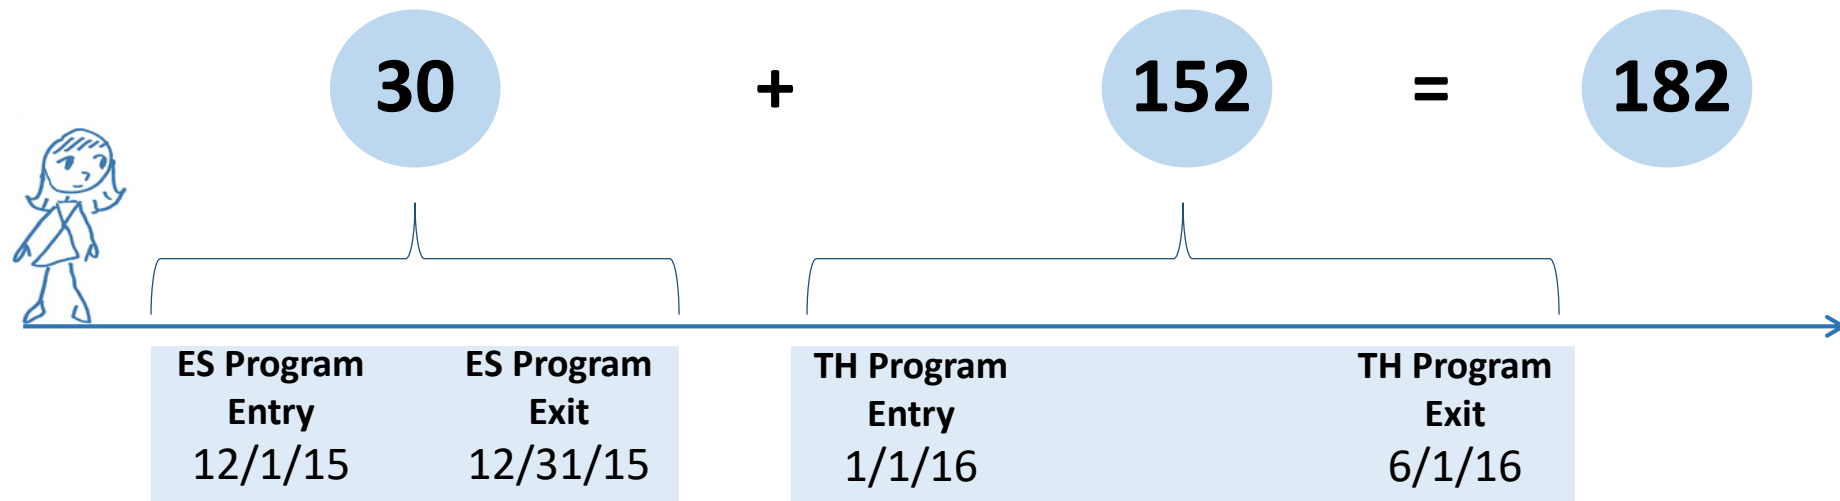 30 + 152 = 182
ES Program
Entry
12/1/15
ES Program
Exit
12/31/15
TH Program
Entry
1/1/16
TH Program
Exit
6/1/16